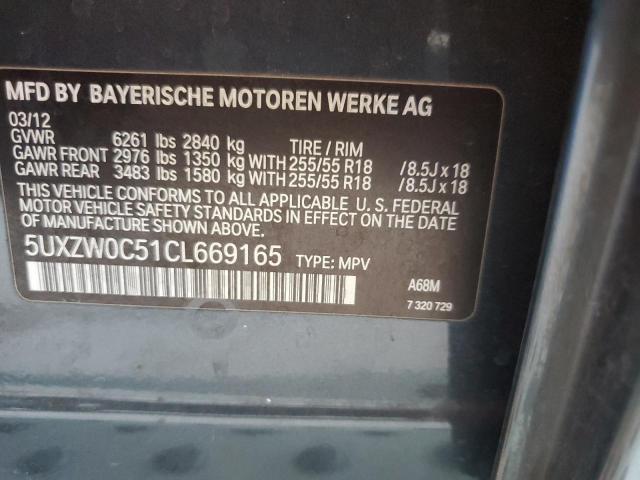 MFD BY BAYERISCHE MOTOREN WERKE AG
03/12
GVWR 6261 lbs 2840 kg TIRE / RIM
GAWR FRONT 2976 lbs 1350 kg WITH 255/55 R18 /8.5J x 18
GAWR REAR 3483 lbs 1580 kg WITH 255/55 R18 /8.5J x 18
THIS VEHICLE CONFORMS TO ALL APPLICABLE U. S. FEDERAL
MOTOR VEHICLE SAFETY STANDARDS IN EFFECT ON THE DATE
OF MANUFACTURE SHOWN ABOVE.
5UXZW0C51CL669165 TYPE: MPV
A68M
7 320 729